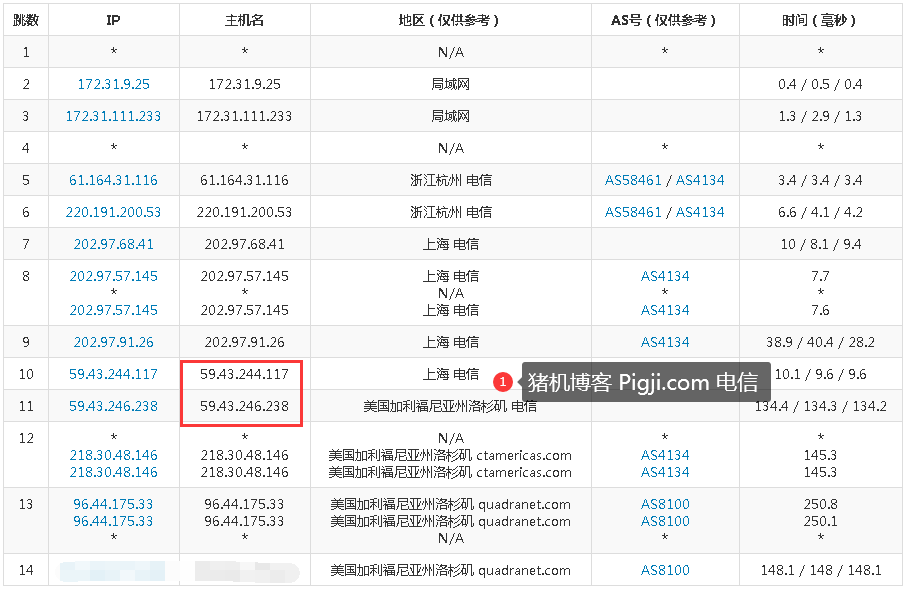 跳数 IP 主机名 地区（仅供参考） AS号（仅供参考） 时间（毫秒）
1 * * N/A * *
2 172.31.9.25 172.31.9.25 局域网 0.4 / 0.5 / 0.4
3 172.31.111.233 172.31.111.233 局域网 1.3 / 2.9 / 1.3
4 * * N/A * *
5 61.164.31.116 61.164.31.116 浙江杭州 电信 AS58461 / AS4134 3.4 / 3.4 / 3.4
6 220.191.200.53 220.191.200.53 浙江杭州 电信 AS58461 / AS4134 6.6 / 4.1 / 4.2
7 202.97.68.41 202.97.68.41 上海 电信 10 / 8.1 / 9.4
8 202.97.57.145 202.97.57.145 上海 电信 AS4134 7.7
* * N/A * *
202.97.57.145 202.97.57.145 上海 电信 AS4134 7.6
9 202.97.91.26 202.97.91.26 上海 电信 AS4134 38.9 / 40.4 / 28.2
10 59.43.244.117 59.43.244.117 上海 电信 10.1 / 9.6 / 9.6
1 猪机博客 Pigji.com 电信
11 59.43.246.238 59.43.246.238 美国加利福尼亚州洛杉矶 电信 134.4 / 134.3 / 134.2
12 * * N/A * *
218.30.48.146 218.30.48.146 美国加利福尼亚州洛杉矶 ctamericas.com AS4134 145.3
218.30.48.146 218.30.48.146 美国加利福尼亚州洛杉矶 ctamericas.com AS4134 145.3
13 96.44.175.33 96.44.175.33 美国加利福尼亚州洛杉矶 quadranet.com AS8100 250.8
96.44.175.33 96.44.175.33 美国加利福尼亚州洛杉矶 quadranet.com AS8100 250.1
* * N/A * *
14 美国加利福尼亚州洛杉矶 quadranet.com AS8100 148.1 / 148 / 148.1